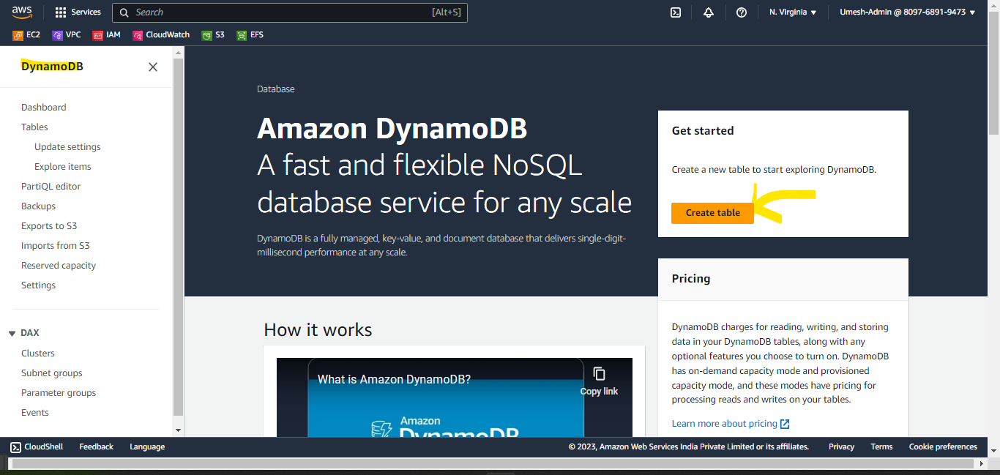 aws
Services
Search
[Alt+S]
N. Virginia
Umesh-Admin @ 8097-6891-9473
EC2
VPC
IAM
CloudWatch
S3
EFS
DynamoDB
Dashboard
Tables
Update settings
Explore items
PartiQL editor
Backups
Exports to S3
Imports from S3
Reserved capacity
Settings
DAX
Clusters
Subnet groups
Parameter groups
Events
Database
Amazon DynamoDB
A fast and flexible NoSQL
database service for any scale
DynamoDB is a fully managed, key-value, and document database that delivers single-digit-
millisecond performance at any scale.
Get started
Create a new table to start exploring DynamoDB.
Create table
Pricing
DynamoDB charges for reading, writing, and storing
data in your DynamoDB tables, along with any
optional features you choose to turn on. DynamoDB
has on-demand capacity mode and provisioned
capacity mode, and these modes have pricing for
processing reads and writes on your tables.
Learn more about pricing
How it works
What is Amazon DynamoDB?
Copy link
Amazon
DynamoDB
CloudShell
Feedback
Language
© 2023, Amazon Web Services India Private Limited or its affiliates.
Privacy
Terms
Cookie preferences